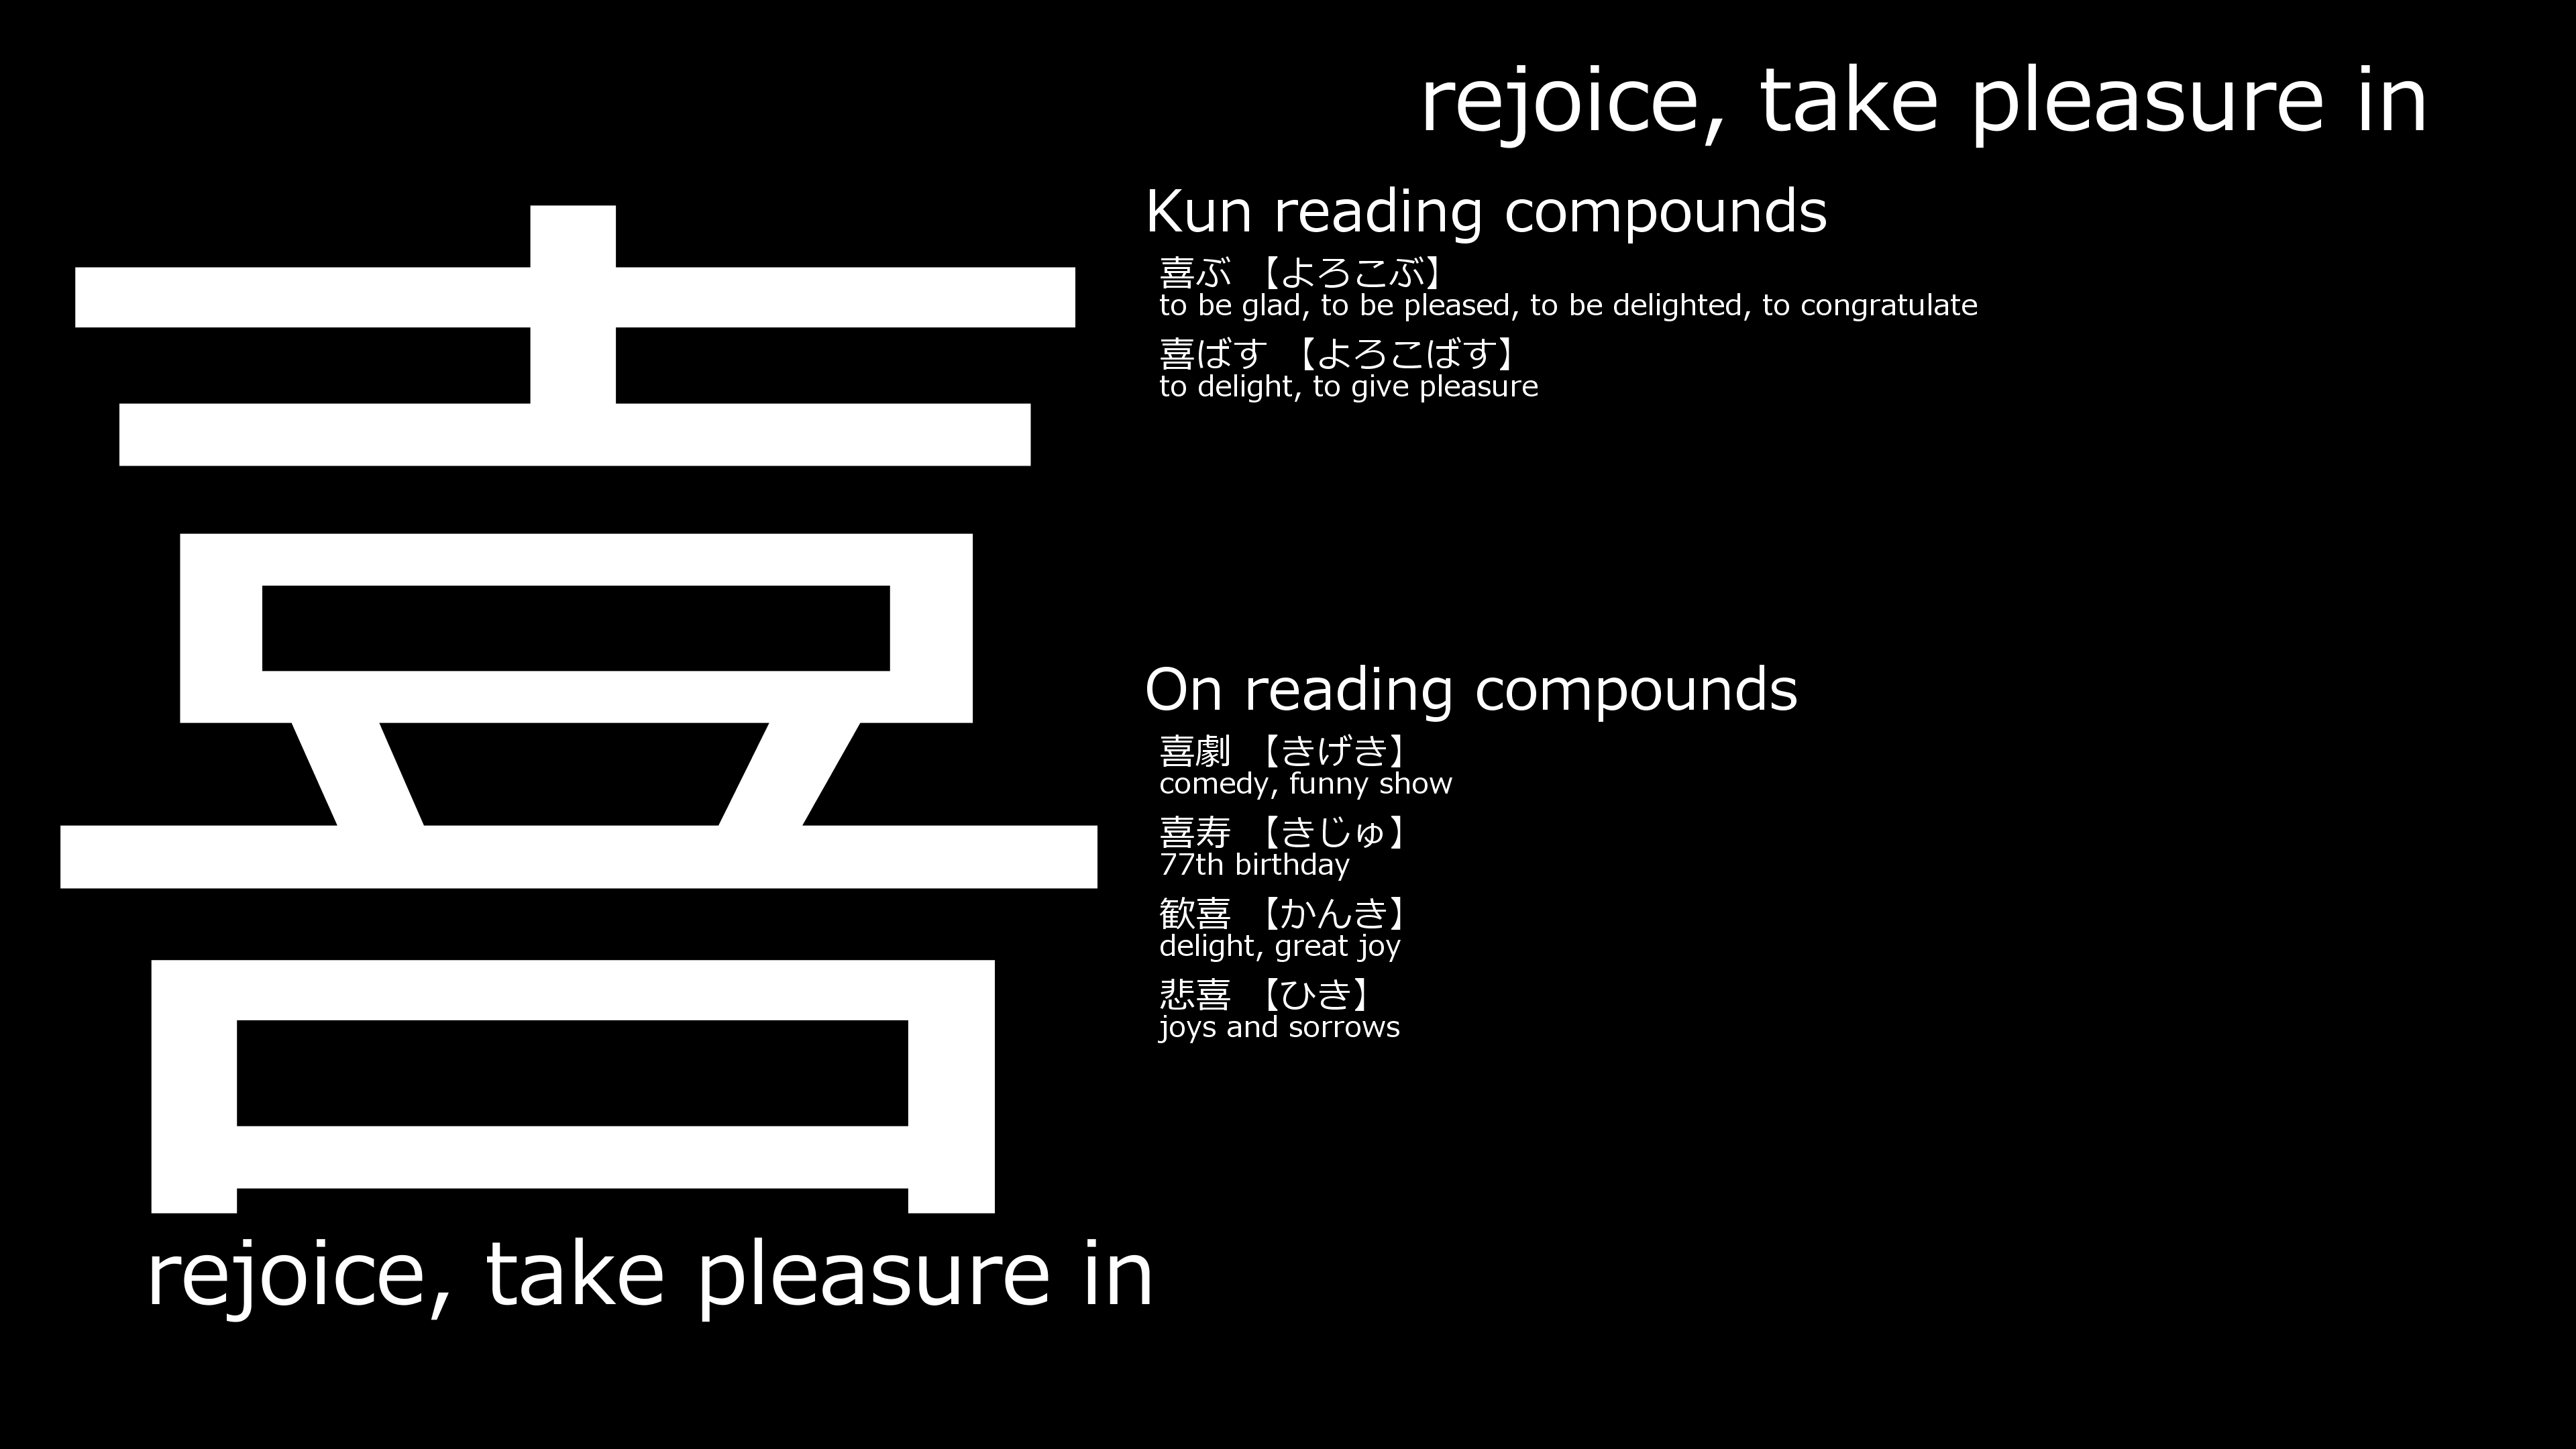 喜
rejoice, take pleasure in
rejoice, take pleasure in
Kun reading compounds
喜ぶ 【よろこぶ】
to be glad, to be pleased, to be delighted, to congratulate
喜ばす 【よろこばす】
to delight, to give pleasure
On reading compounds
喜劇 【きげき】
comedy, funny show
喜寿 【きじゅ】
77th birthday
歓喜 【かんき】
delight, great joy
悲喜 【ひき】
joys and sorrows